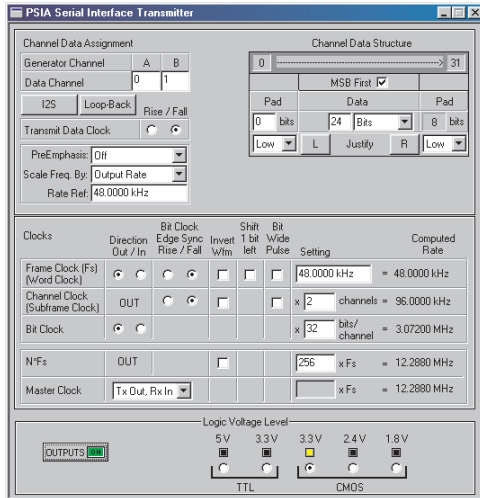 PSIA Serial Interface Transmitter
Channel Data Assignment
Generator Channel A B
Data Channel 0 1
I2S Loop-Back Rise / Fall
Transmit Data Clock
PreEmphasis: Off
Scale Freq. By: Output Rate
Rate Ref: 48.0000 kHz
Channel Data Structure
0 31
MSB First
Pad Data Pad
0 bits 24 Bits 8 bits
Low L Justify R Low
Clocks Direction Out / In Bit Clock Edge Sync Rise / Fall Invert Wfm Shift 1 bit left Bit Wide Pulse Setting Computed Rate
Frame Clock (Fs) (Word Clock) 48.0000 kHz = 48.0000 kHz
Channel Clock (Subframe Clock) OUT x 2 channels = 96.0000 kHz
Bit Clock x 32 bits/ channel = 3.07200 MHz
N*Fs OUT 256 x Fs = 12.2880 MHz
Master Clock Tx Out, Rx In x Fs = 12.2880 MHz
Logic Voltage Level
5 V 3.3 V 3.3 V 2.4 V 1.8 V
OUTPUTS ON
TTL CMOS